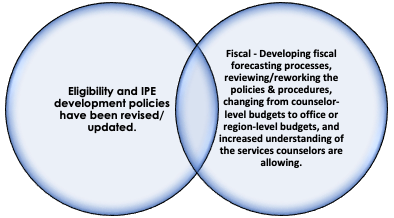 Eligibility and IPE
development policies
have been revised/
updated.
Fiscal - Developing fiscal
forecasting processes,
reviewing/reworking the
policies & procedures,
changing from counselor-
level budgets to office or
region-level budgets, and
increased understanding of
the services counselors are
allowing.